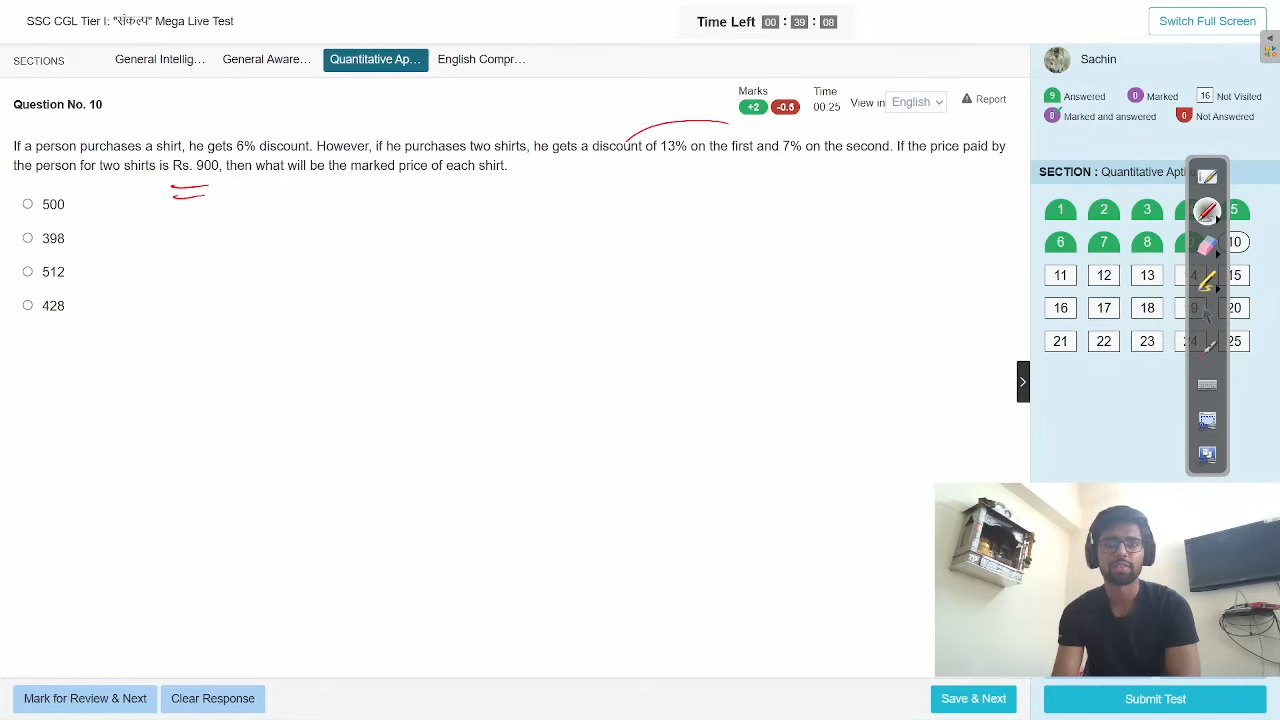 SSC CGL Tier I: "संकल्प" Mega Live Test
Time Left 00 : 39 : 08
Switch Full Screen
SECTIONS
General Intellig...
General Aware...
Quantitative Ap...
English Compr...
Sachin
Question No. 10
Marks
+2 -0.5
Time
00.25
View in English
Report
9 Answered
0 Marked
16 Not Visited
0 Marked and answered
0 Not Answered
If a person purchases a shirt, he gets 6% discount. However, if he purchases two shirts, he gets a discount of 13% on the first and 7% on the second. If the price paid by
the person for two shirts is Rs. 900, then what will be the marked price of each shirt.
500
398
512
428
SECTION : Quantitative Apti
1 2 3 5
6 7 8 9 10
11 12 13 14 15
16 17 18 19 20
21 22 23 24 25
Mark for Review & Next
Clear Response
Save & Next
Submit Test